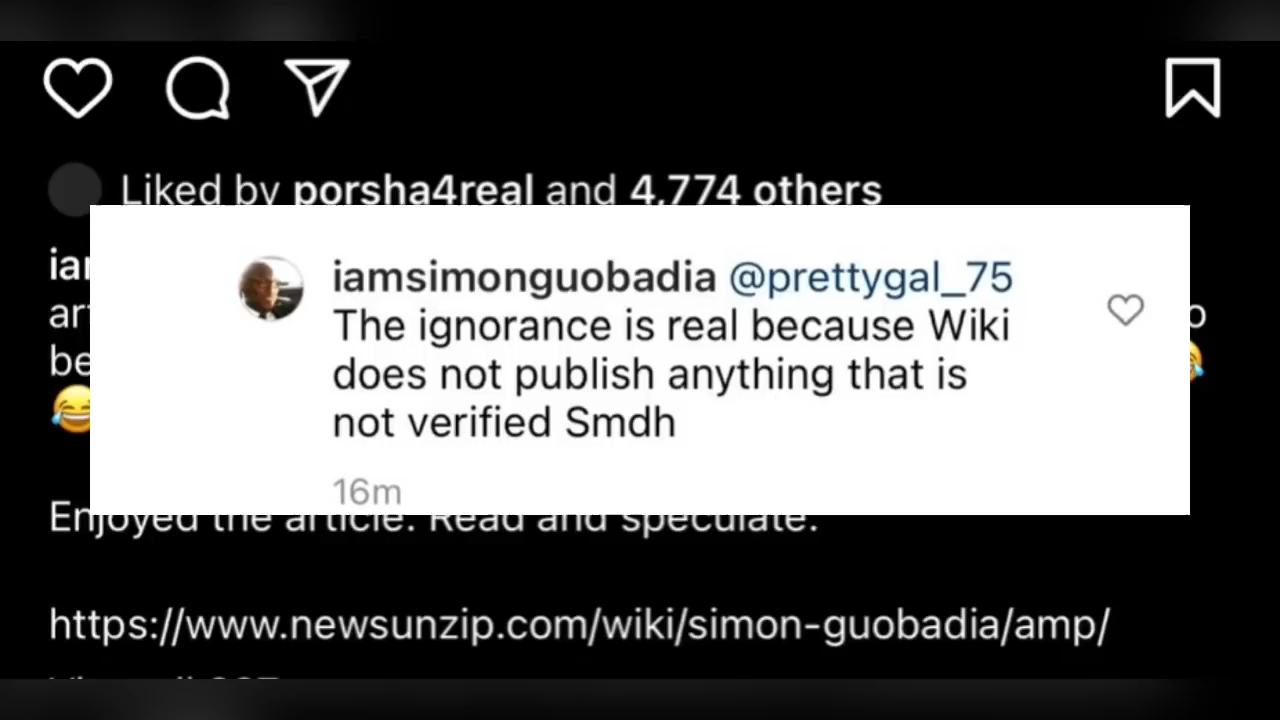 Liked by porsha4real and 4,774 others
iamsimonguobadia @prettygal_75
The ignorance is real because Wiki
does not publish anything that is
not verified Smdh
16m
Enjoyed the article. Read and speculate.
https://www.newsunzip.com/wiki/simon-guobadia/amp/